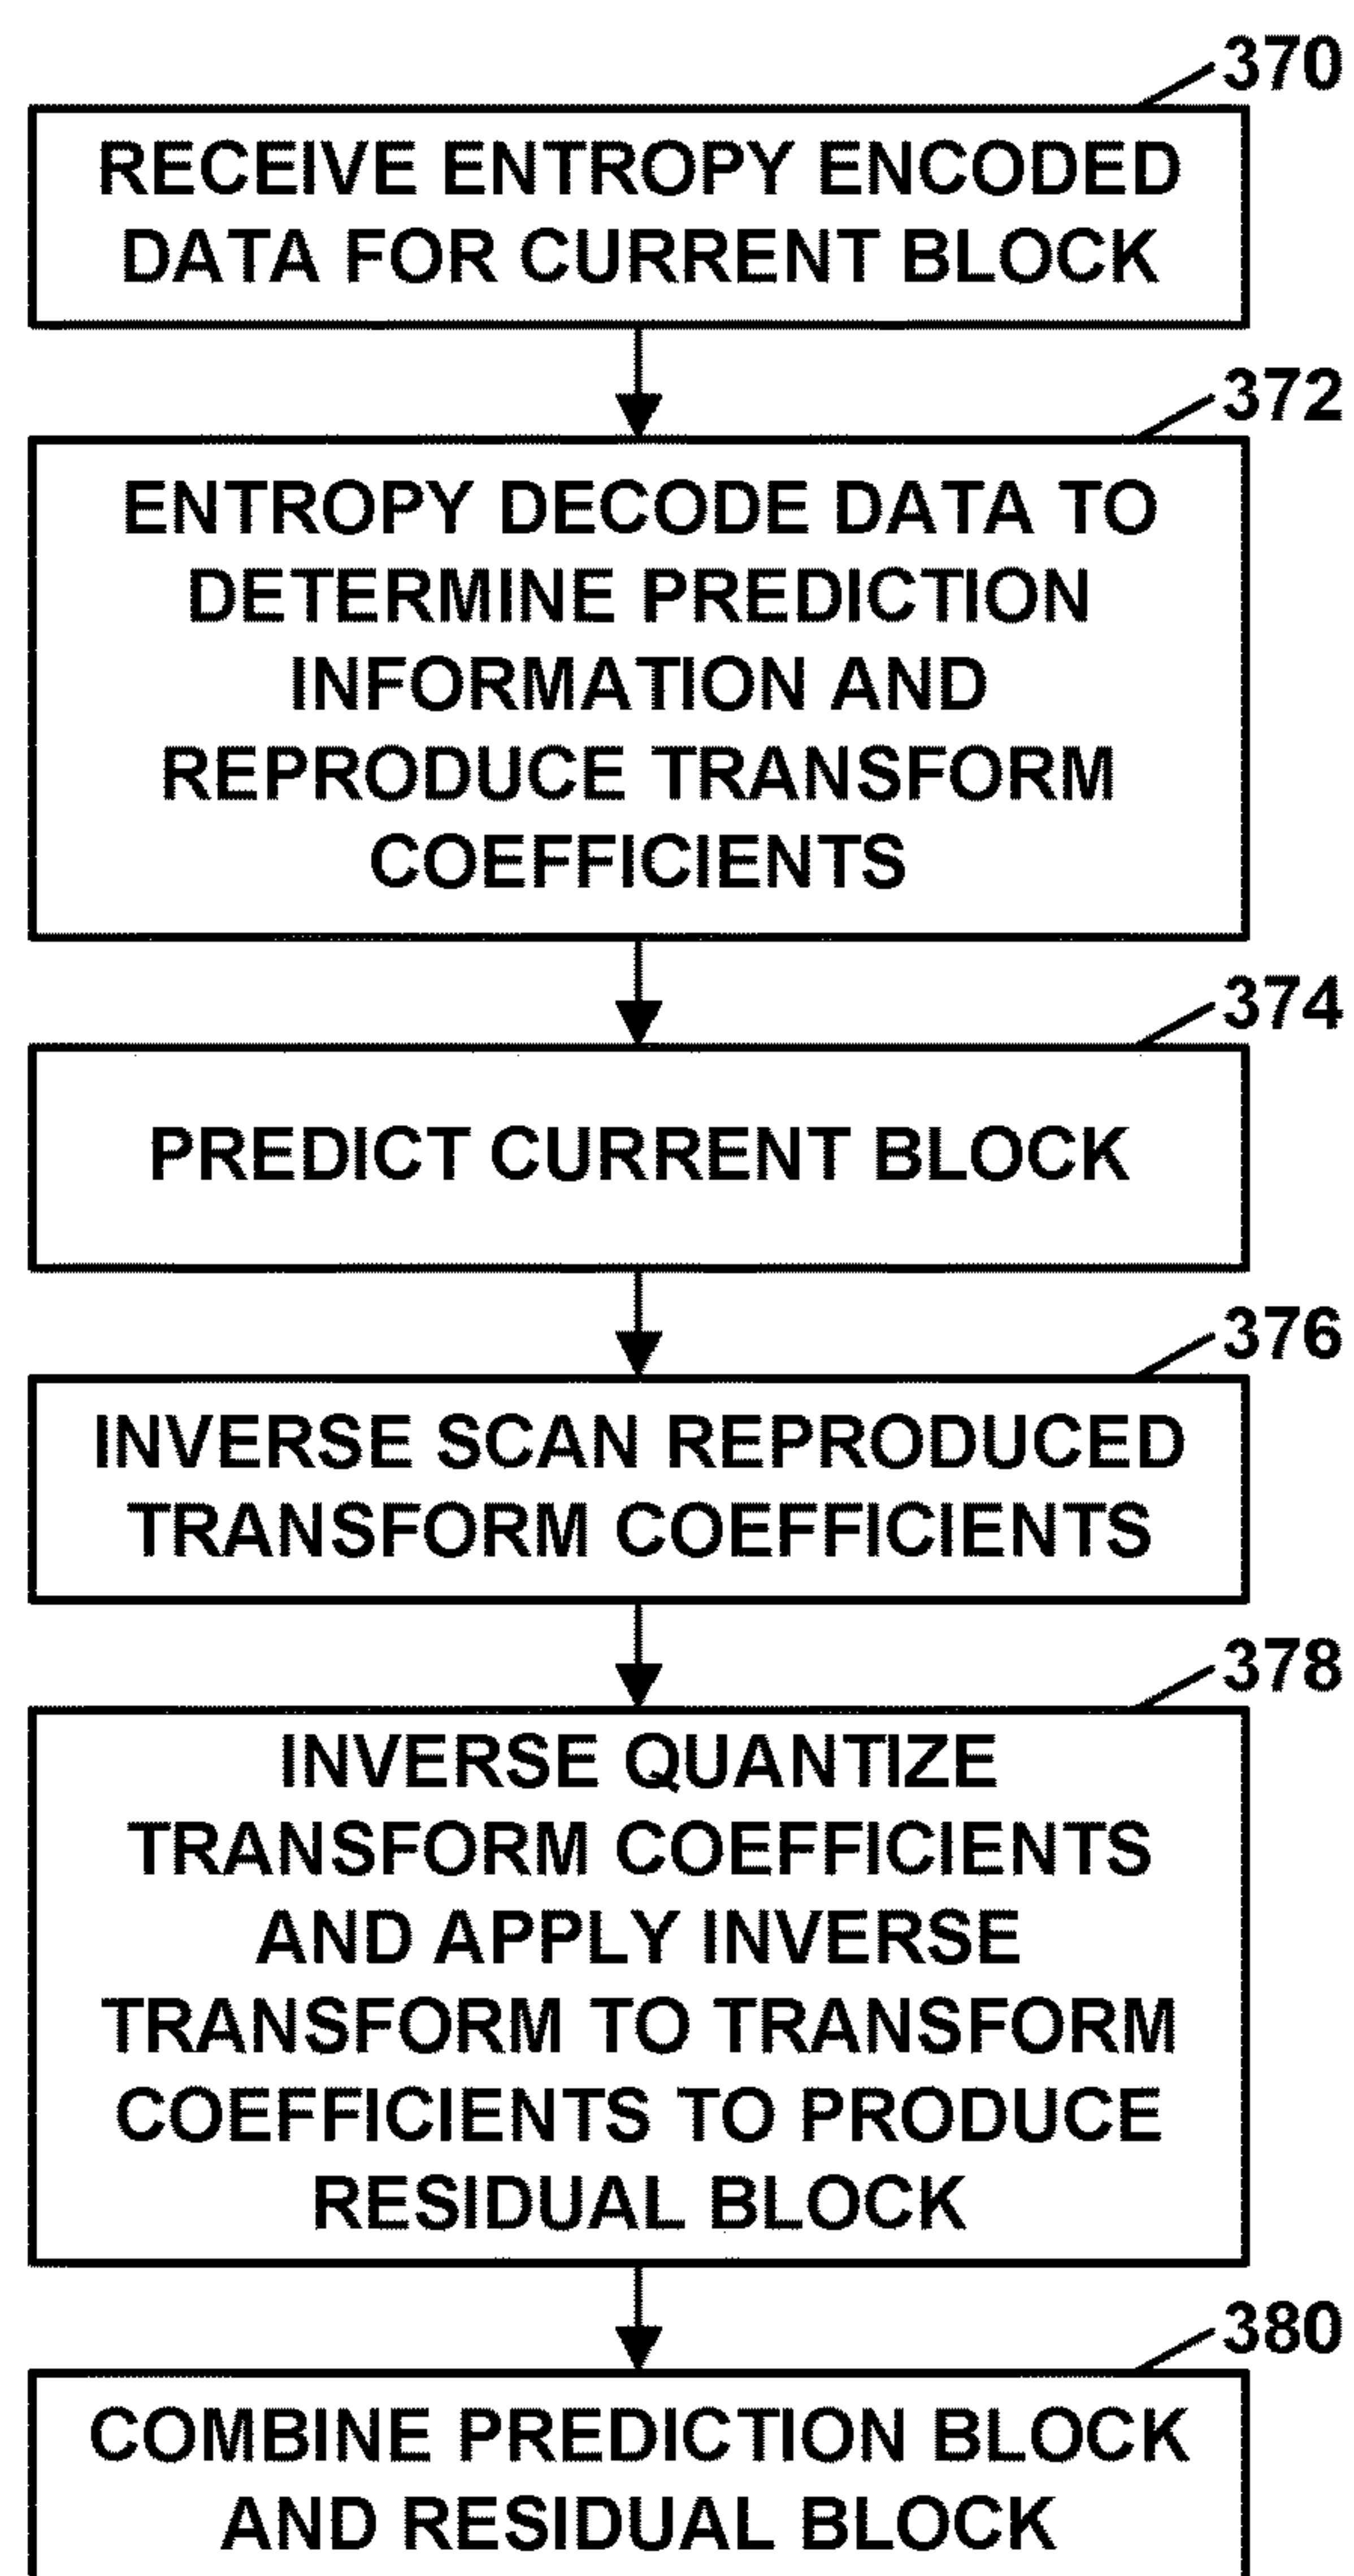 370
RECEIVE ENTROPY ENCODED
DATA FOR CURRENT BLOCK
372
ENTROPY DECODE DATA TO
DETERMINE PREDICTION
INFORMATION AND
REPRODUCE TRANSFORM
COEFFICIENTS
374
PREDICT CURRENT BLOCK
376
INVERSE SCAN REPRODUCED
TRANSFORM COEFFICIENTS
378
INVERSE QUANTIZE
TRANSFORM COEFFICIENTS
AND APPLY INVERSE
TRANSFORM TO TRANSFORM
COEFFICIENTS TO PRODUCE
RESIDUAL BLOCK
380
COMBINE PREDICTION BLOCK
AND RESIDUAL BLOCK